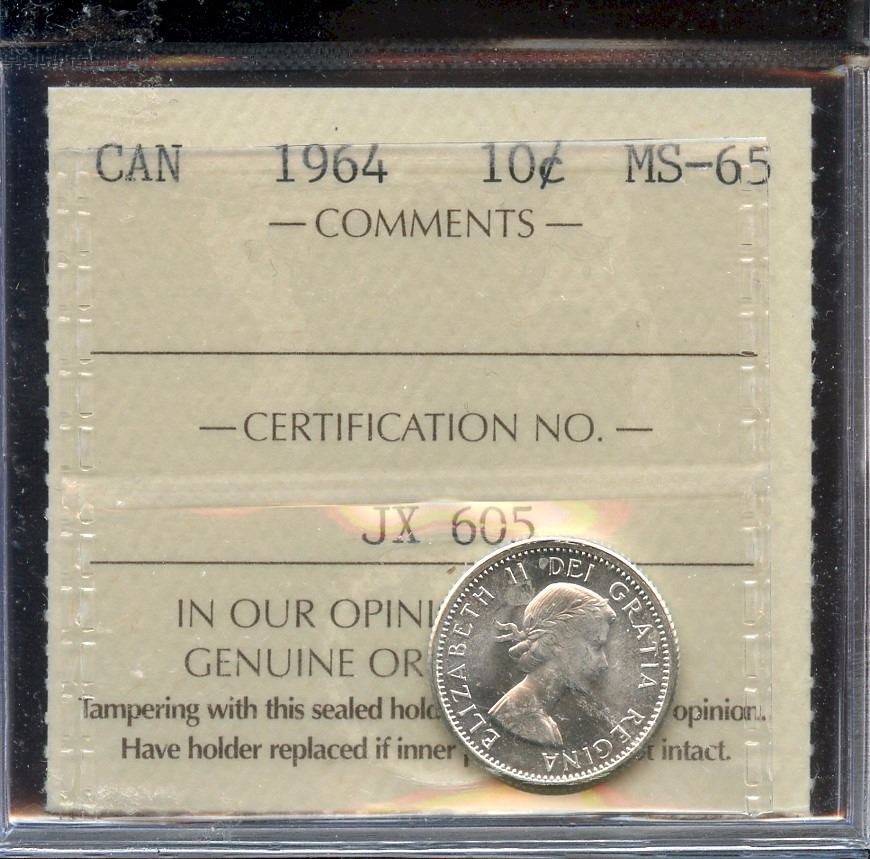 CAN 1964 10¢ MS-65
— COMMENTS —
— CERTIFICATION NO. —
JX 605
IN OUR OPINI
GENUINE OR
Tampering with this sealed hold opinion.
Have holder replaced if inner t intact.
ELIZABETH II DEI GRATIA REGINA